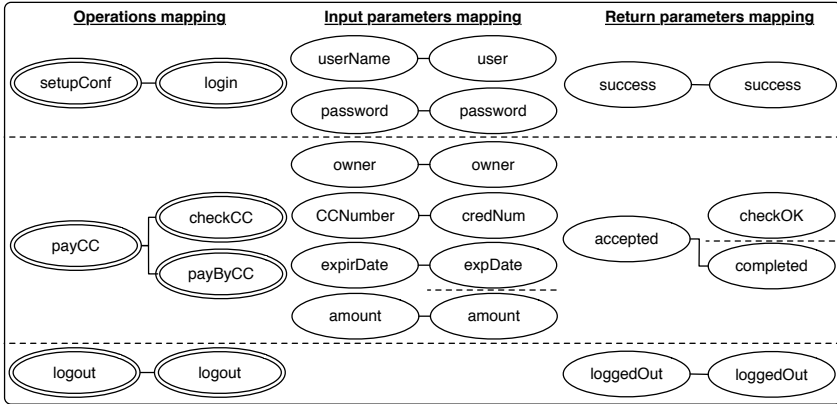 Operations mapping Input parameters mapping Return parameters mapping
userName user
setupConf login success success
password password
owner owner
checkCC CCNumber credNum checkOK
payCC accepted
payByCC expirDate expDate completed
amount amount
logout logout loggedOut loggedOut